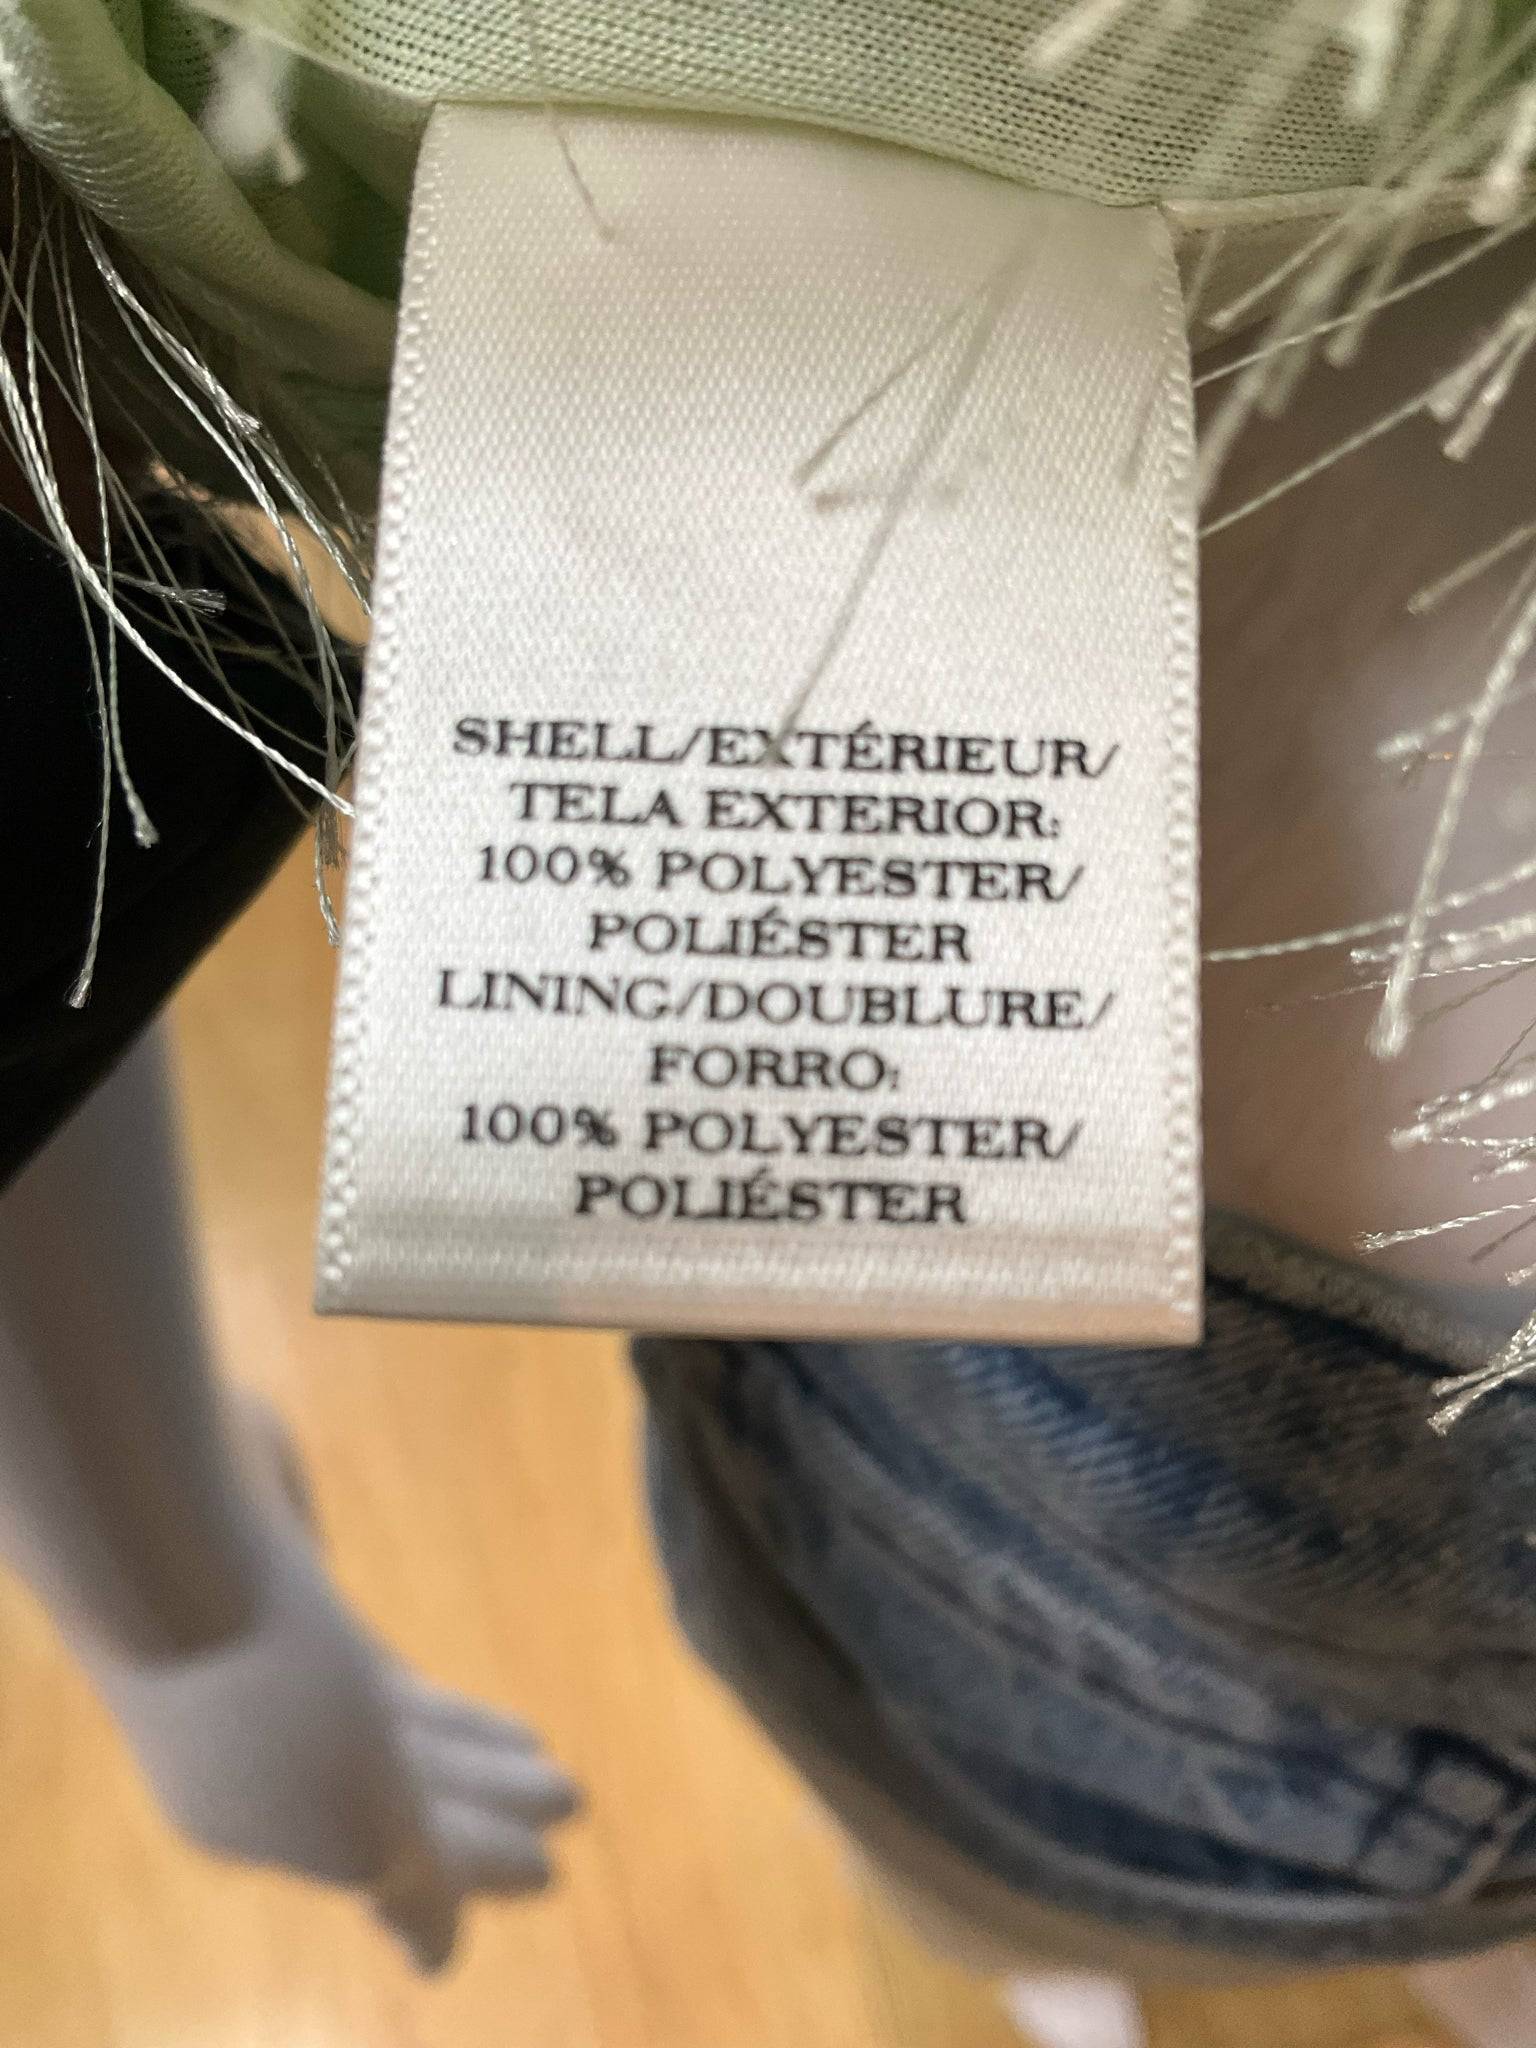 SHELL/EXTÉRIEUR/
TELA EXTERIOR:
100% POLYESTER/
POLIÉSTER
LINING/DOUBLURE/
FORRO:
100% POLYESTER/
POLIÉSTER